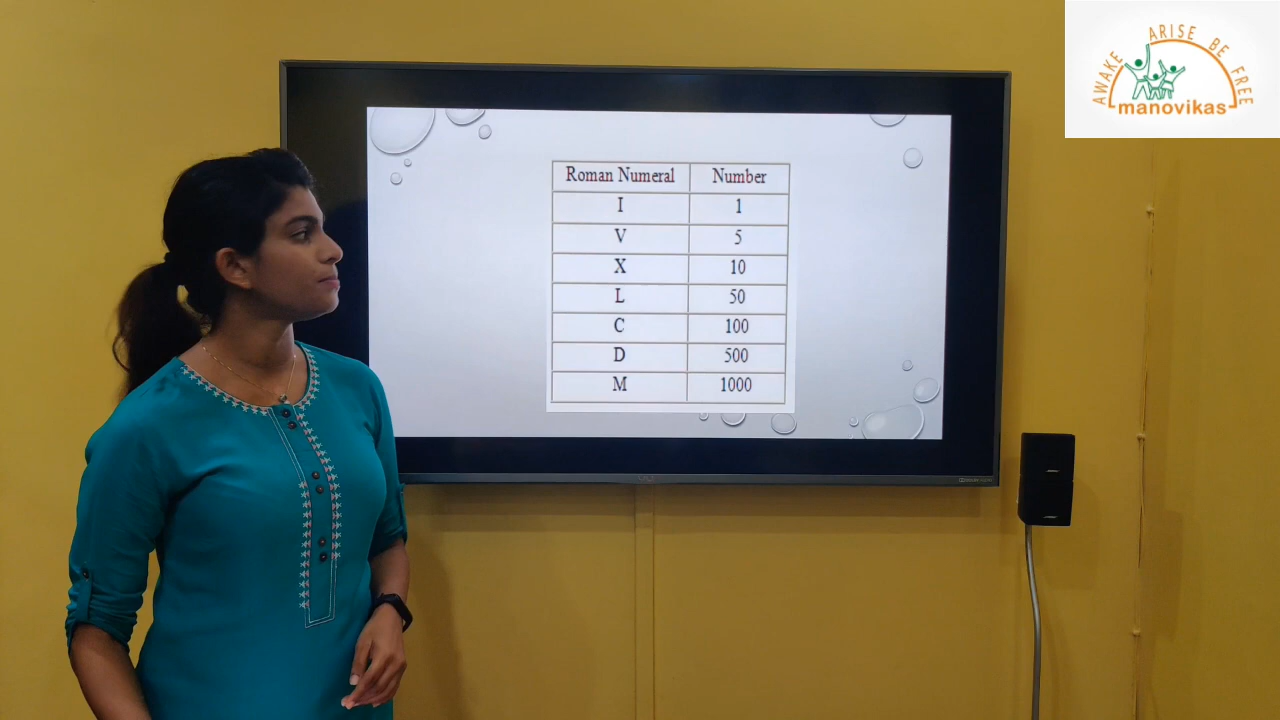 AWAKE ARISE BE FREE
manovikas
Roman Numeral Number
I 1
V 5
X 10
L 50
C 100
D 500
M 1000